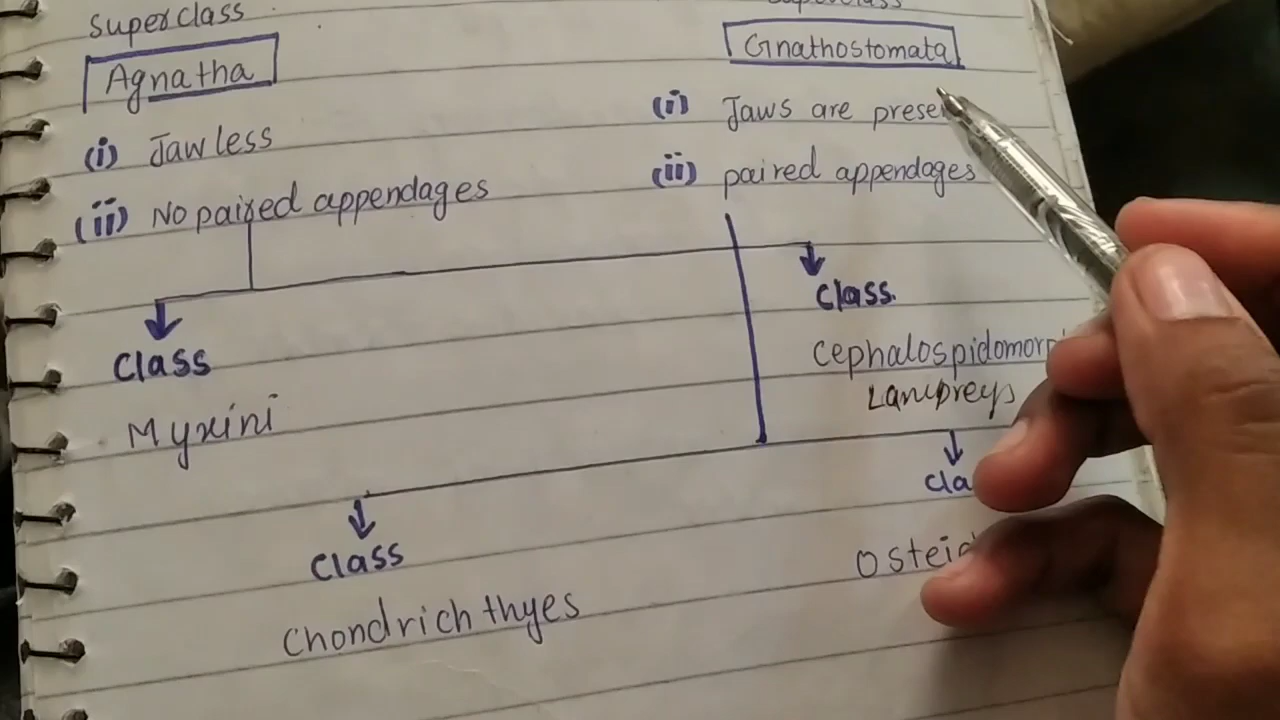 Superclass
Agnatha
(i) Jawless
(ii) No paired appendages
Class
Myxini
Gnathostomata
(i) Jaws are
(ii) paired appendages
Class.
Lampreys
Class
Chondrichthyes